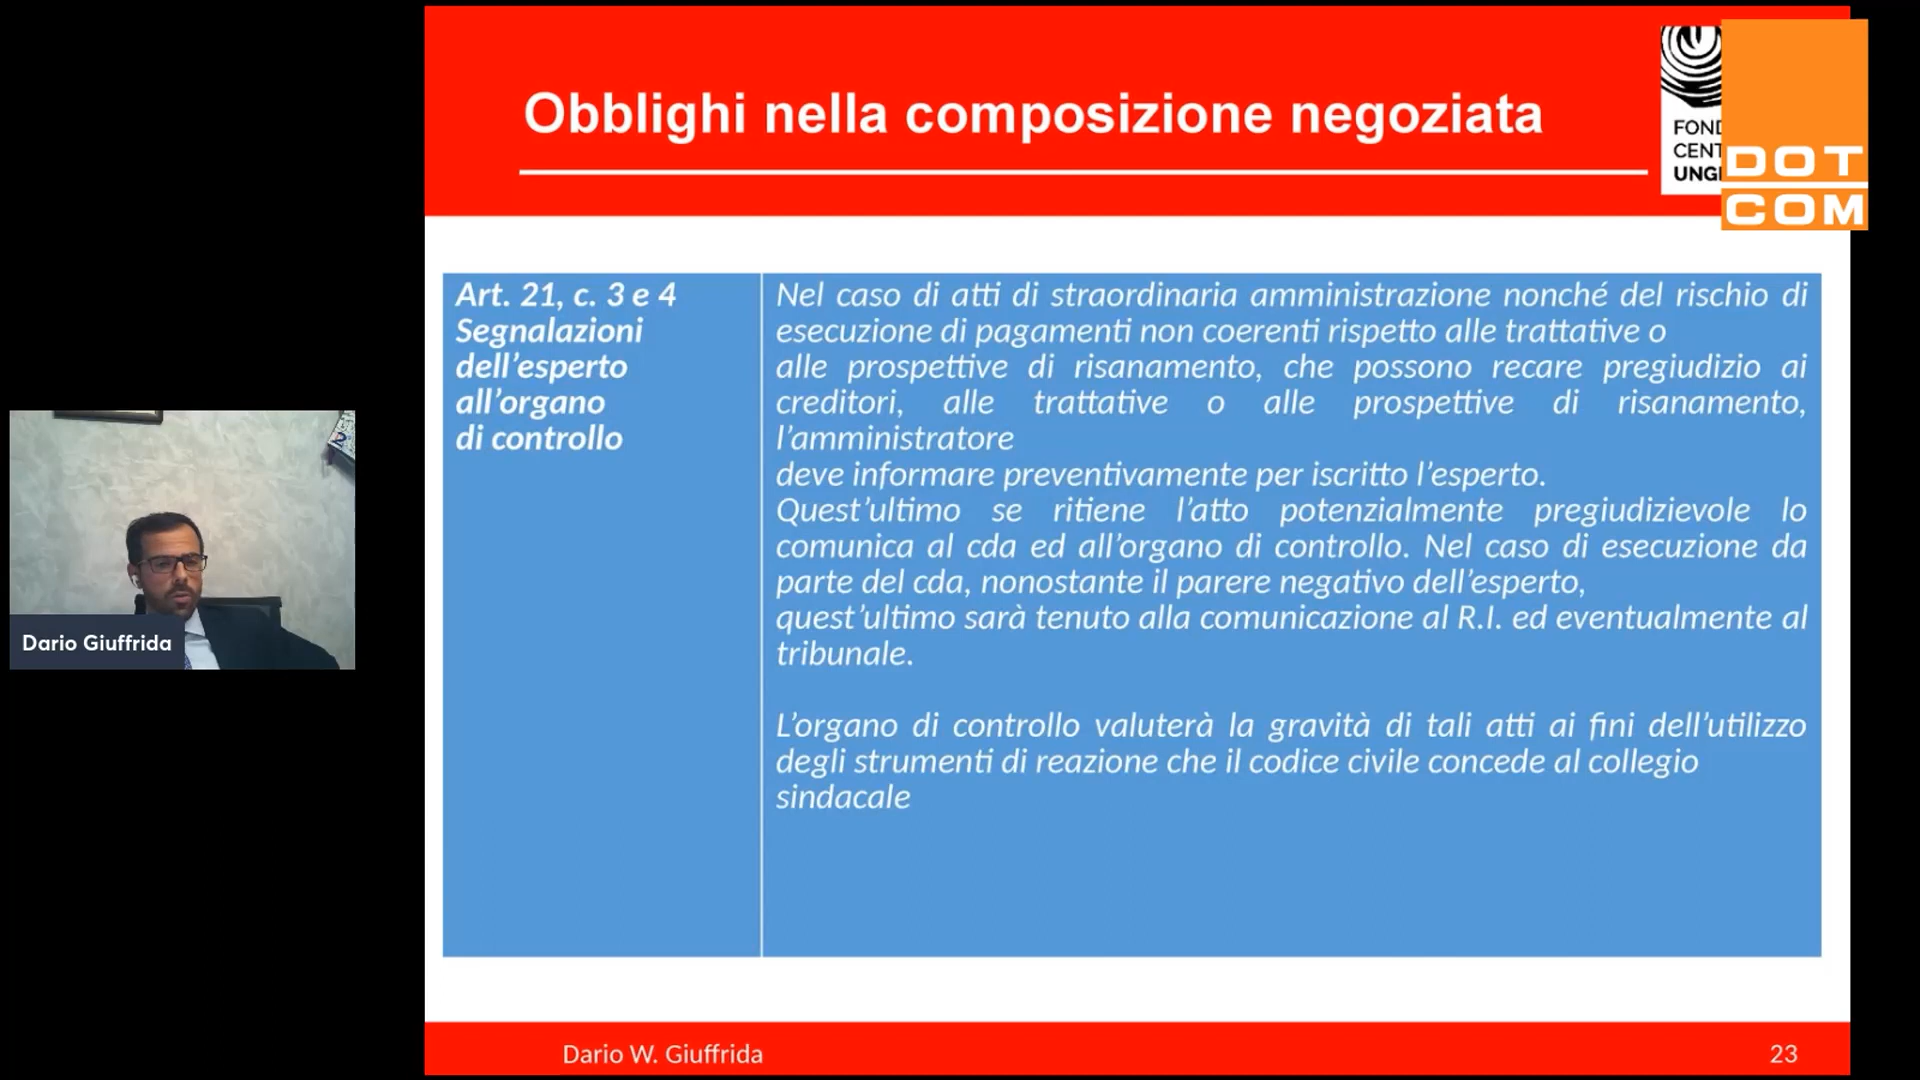 Obblighi nella composizione negoziata
FOND
CENT
UNG
DOT
COM
Art. 21, c. 3 e 4
Segnalazioni
dell’esperto
all’organo
di controllo
Nel caso di atti di straordinaria amministrazione nonché del rischio di
esecuzione di pagamenti non coerenti rispetto alle trattative o
alle prospettive di risanamento, che possono recare pregiudizio ai
creditori, alle trattative o alle prospettive di risanamento,
l’amministratore
deve informare preventivamente per iscritto l’esperto.
Quest’ultimo se ritiene l’atto potenzialmente pregiudizievole lo
comunica al cda ed all’organo di controllo. Nel caso di esecuzione da
parte del cda, nonostante il parere negativo dell’esperto,
quest’ultimo sarà tenuto alla comunicazione al R.I. ed eventualmente al
tribunale.
L’organo di controllo valuterà la gravità di tali atti ai fini dell’utilizzo
degli strumenti di reazione che il codice civile concede al collegio
sindacale
Dario Giuffrida
Dario W. Giuffrida
23